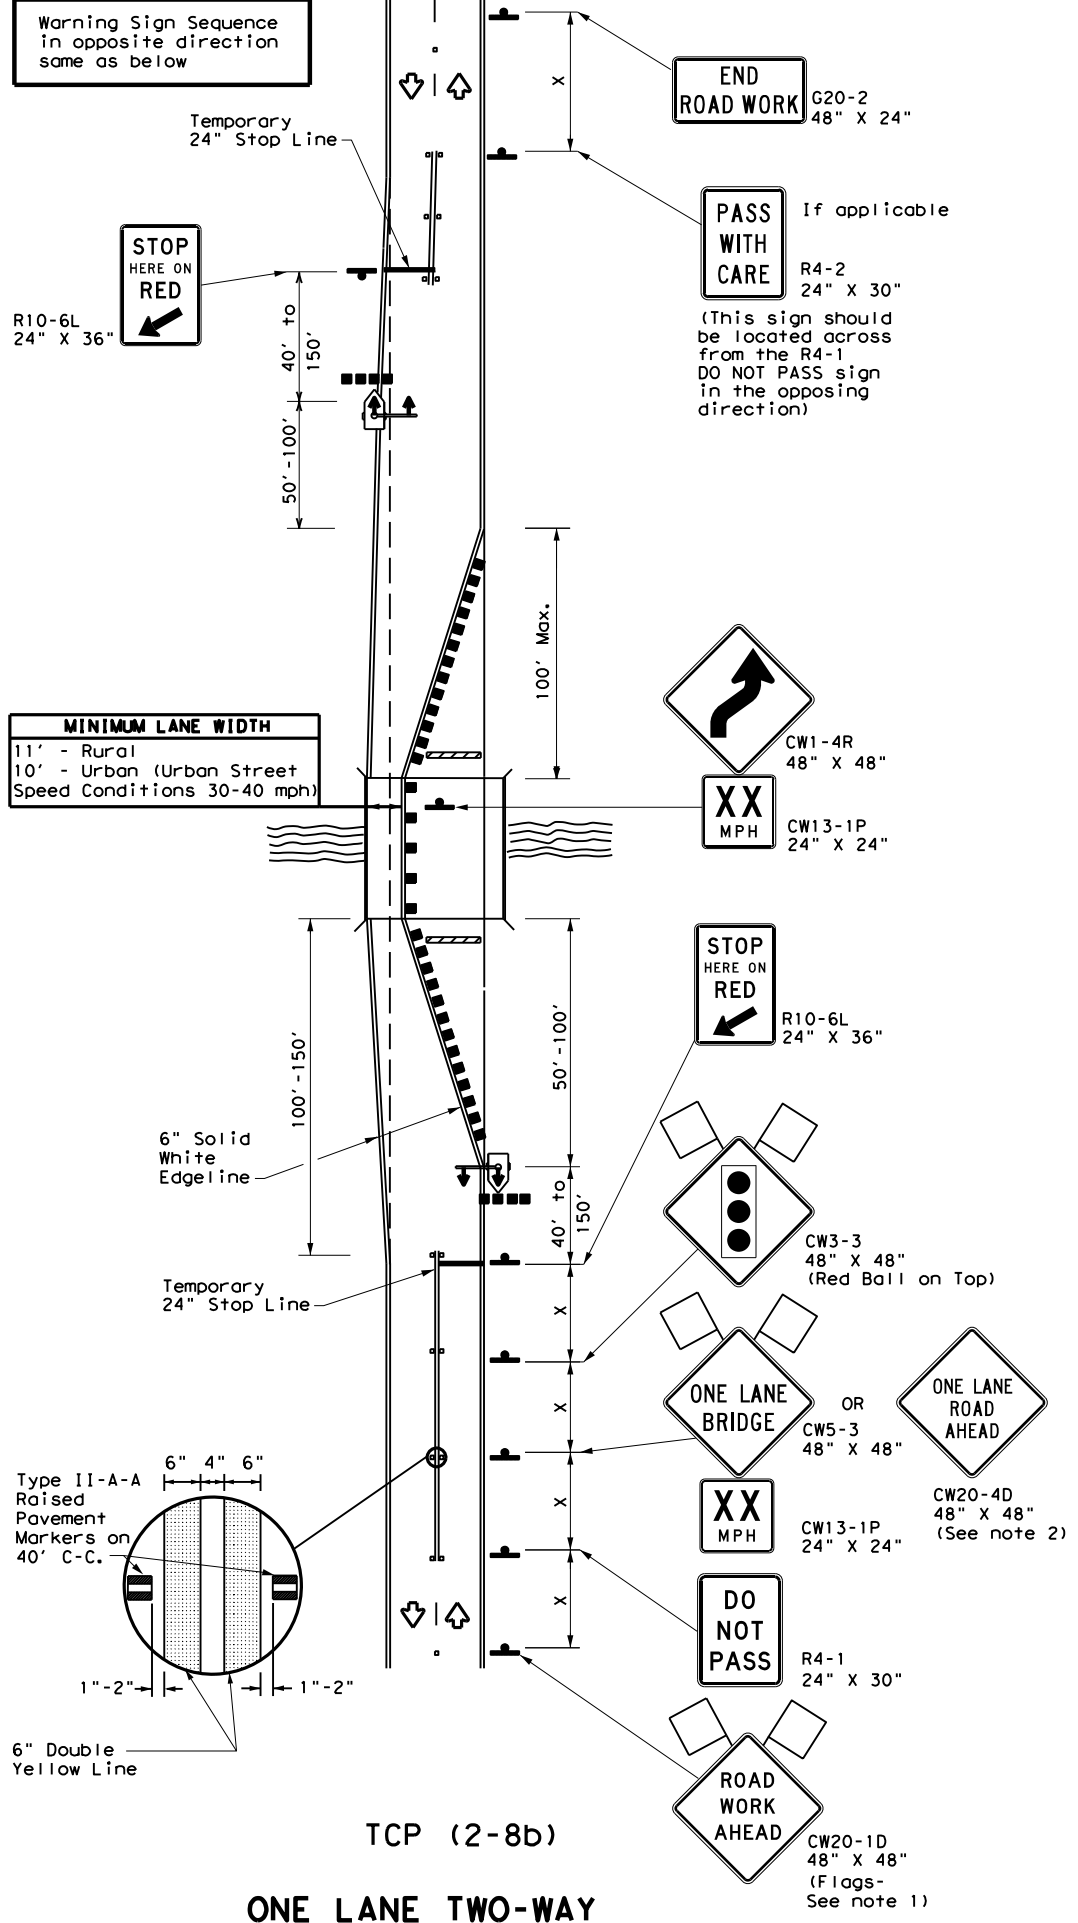 Warning Sign Sequence
in opposite direction
same as below
END
ROAD WORK
G20-2
48" X 24"
X
Temporary
24" Stop Line
PASS
WITH
CARE
If applicable
R4-2
24" X 30"
(This sign should
be located across
from the R4-1
DO NOT PASS sign
in the opposing
direction)
STOP
HERE ON
RED
R10-6L
24" X 36"
40' to
150'
50'-100'
100' Max.
CW1-4R
48" X 48"
MINIMUM LANE WIDTH
11' - Rural
10' - Urban (Urban Street
Speed Conditions 30-40 mph)
XX
MPH
CW13-1P
24" X 24"
STOP
HERE ON
RED
R10-6L
24" X 36"
100'-150'
50'-100'
6" Solid
White
Edgeline
40' to
150'
CW3-3
48" X 48"
(Red Ball on Top)
Temporary
24" Stop Line
X
ONE LANE
BRIDGE
OR
CW5-3
48" X 48"
ONE LANE
ROAD
AHEAD
CW20-4D
48" X 48"
(See note 2)
X
XX
MPH
CW13-1P
24" X 24"
X
6" 4" 6"
Type II-A-A
Raised
Pavement
Markers on
40' C-C.
X
DO
NOT
PASS
R4-1
24" X 30"
1"-2"
1"-2"
6" Double
Yellow Line
ROAD
WORK
AHEAD
CW20-1D
48" X 48"
(Flags-
See note 1)
TCP (2-8b)
ONE LANE TWO-WAY